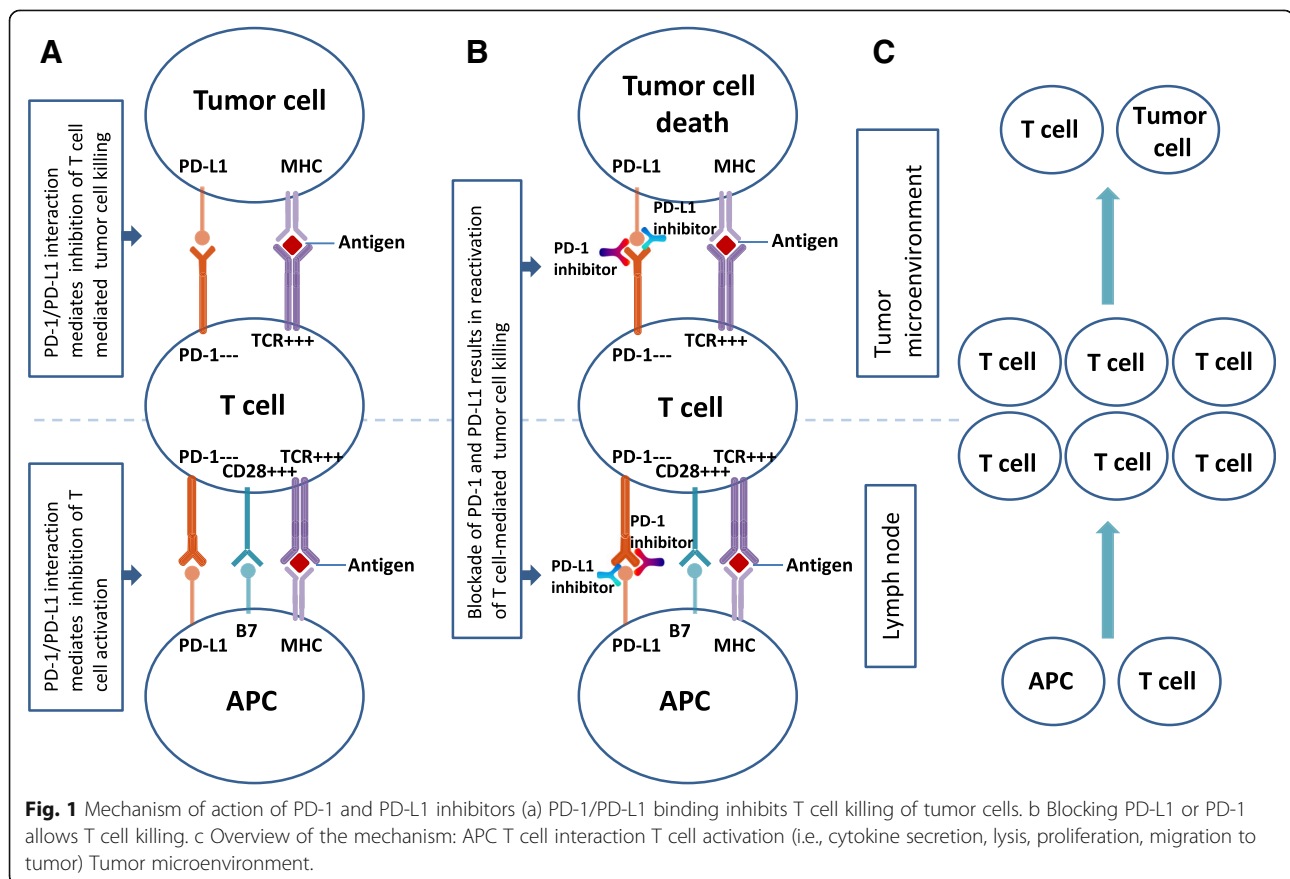 A
Tumor cell
PD-L1
MHC
Antigen
PD-1/PD-L1 interaction
mediates inhibition of T cell
mediated tumor cell killing
PD-1---
TCR+++
T cell
PD-1---
CD28+++
TCR+++
PD-1/PD-L1 interaction
mediates inhibition of T
cell activation
Antigen
PD-L1
B7
MHC
APC
B
Tumor cell
death
PD-L1
MHC
PD-L1
inhibitor
PD-1
inhibitor
Antigen
Blockade of PD-1 and PD-L1 results in reactivation
of T cell-mediated tumor cell killing
PD-1---
TCR+++
T cell
PD-1---
CD28+++
TCR+++
PD-1
inhibitor
PD-L1
inhibitor
Antigen
PD-L1
B7
MHC
APC
C
Tumor
microenvironment
T cell
Tumor
cell
T cell
T cell
T cell
T cell
T cell
T cell
Lymph node
APC
T cell
Fig. 1 Mechanism of action of PD-1 and PD-L1 inhibitors (a) PD-1/PD-L1 binding inhibits T cell killing of tumor cells. b Blocking PD-L1 or PD-1
allows T cell killing. c Overview of the mechanism: APC T cell interaction T cell activation (i.e., cytokine secretion, lysis, proliferation, migration to
tumor) Tumor microenvironment.